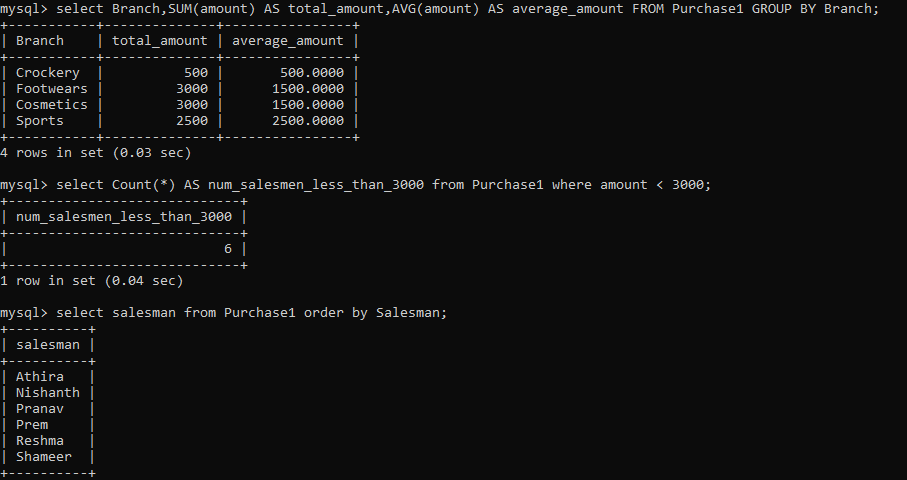 mysql> select Branch,SUM(amount) AS total_amount,AVG(amount) AS average_amount FROM Purchase1 GROUP BY Branch;
+-----------+--------------+----------------+
| Branch    | total_amount | average_amount |
+-----------+--------------+----------------+
| Crockery  |          500 |       500.0000 |
| Footwears |         3000 |      1500.0000 |
| Cosmetics |         3000 |      1500.0000 |
| Sports    |         2500 |      2500.0000 |
+-----------+--------------+----------------+
4 rows in set (0.03 sec)
mysql> select Count(*) AS num_salesmen_less_than_3000 from Purchase1 where amount < 3000;
+-----------------------------+
| num_salesmen_less_than_3000 |
+-----------------------------+
|                           6 |
+-----------------------------+
1 row in set (0.04 sec)
mysql> select salesman from Purchase1 order by Salesman;
+----------+
| salesman |
+----------+
| Athira   |
| Nishanth |
| Pranav   |
| Prem     |
| Reshma   |
| Shameer  |
+----------+